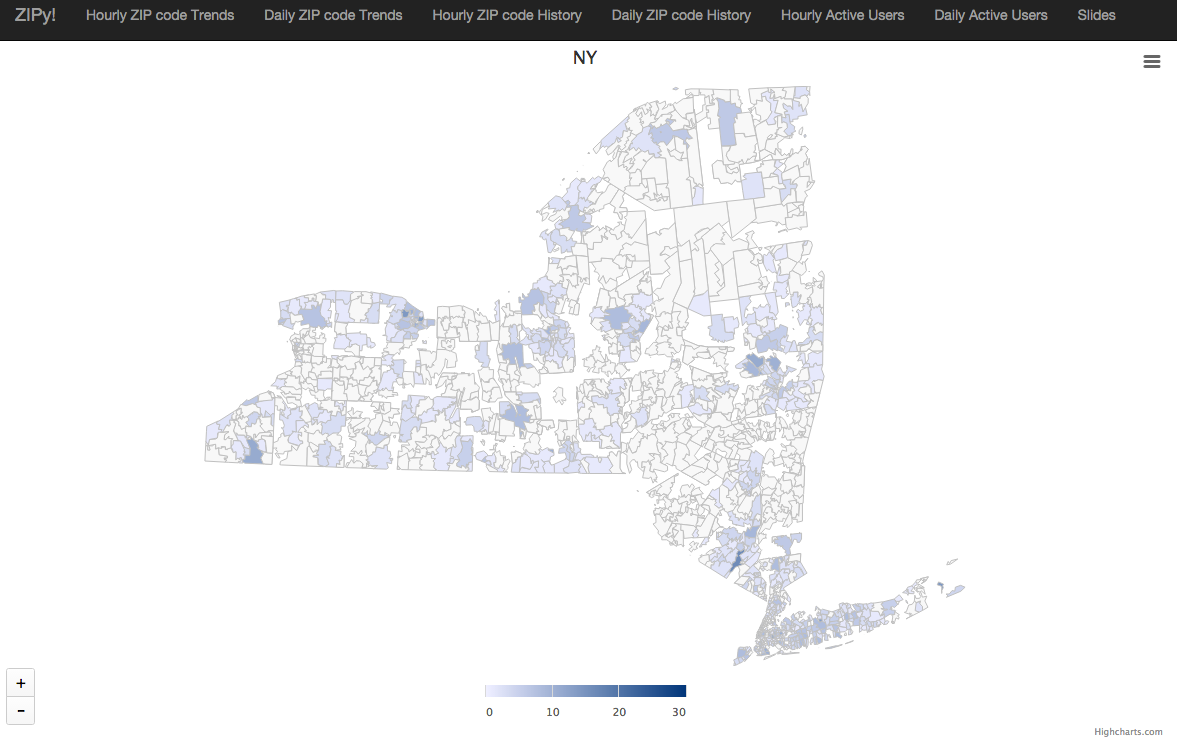 ZIPy! Hourly ZIP code Trends Daily ZIP code Trends Hourly ZIP code History Daily ZIP code History Hourly Active Users Daily Active Users Slides
NY
+
-
0 10 20 30
Highcharts.com